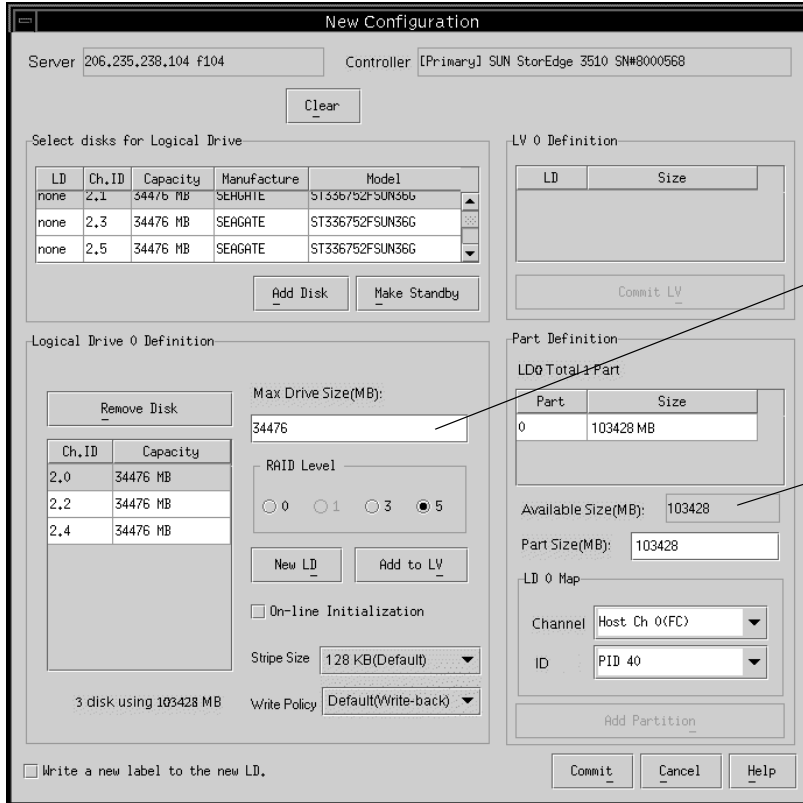 New Configuration
Server 206.235.238.104 f104 Controller [Primary] SUN StorEdge 3510 SN#8000568
Clear
Select disks for Logical Drive
LD Ch.ID Capacity Manufacture Model
none 2.1 34476 MB SEAGATE ST336752FSUN36G
none 2.3 34476 MB SEAGATE ST336752FSUN36G
none 2.5 34476 MB SEAGATE ST336752FSUN36G
Add Disk Make Standby
LV 0 Definition
LD Size
Commit LV
Logical Drive 0 Definition
Remove Disk
Ch.ID Capacity
2.0 34476 MB
2.2 34476 MB
2.4 34476 MB
3 disk using 103428 MB
Max Drive Size(MB):
34476
RAID Level
0 1 3 5
New LD Add to LV
On-line Initialization
Stripe Size 128 KB(Default)
Write Policy Default(Write-back)
Part Definition
LD0 Total 1 Part
Part Size
0 103428 MB
Available Size(MB): 103428
Part Size(MB): 103428
LD 0 Map
Channel Host Ch 0(FC)
ID PID 40
Add Partition
Write a new label to the new LD.
Commit Cancel Help